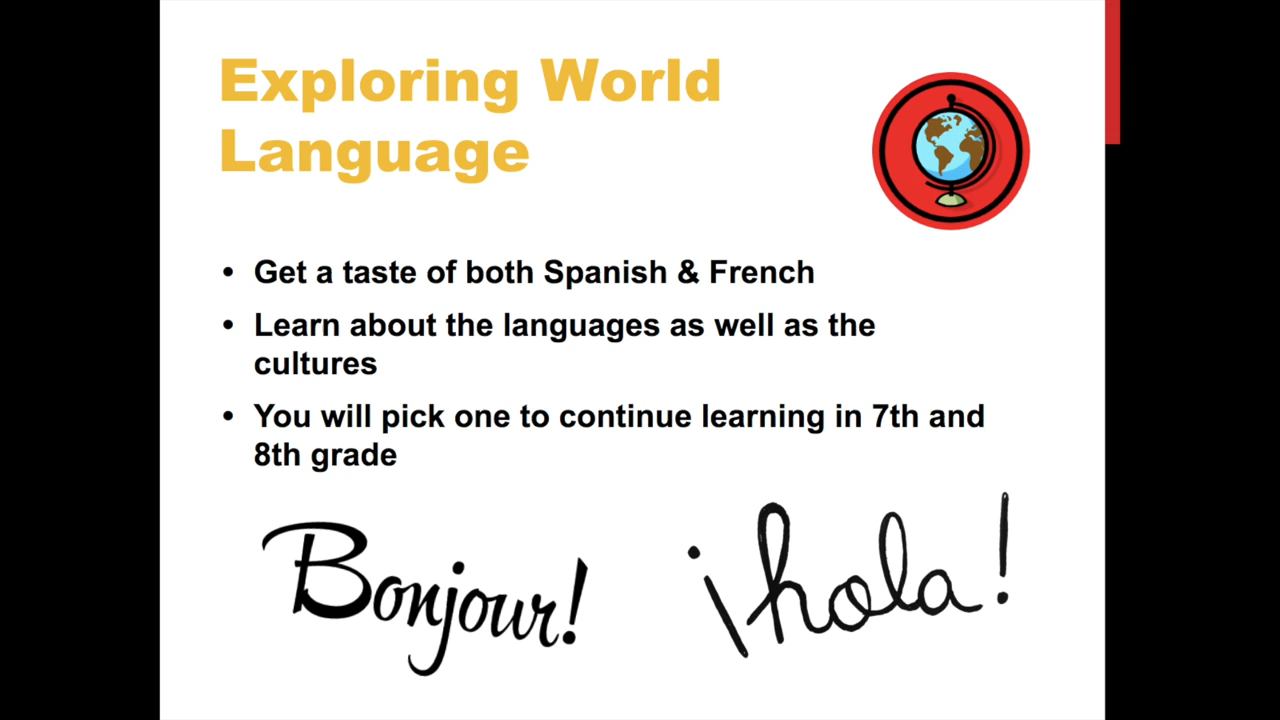 Exploring World
Language
• Get a taste of both Spanish & French
• Learn about the languages as well as the
cultures
• You will pick one to continue learning in 7th and
8th grade
Bonjour!
¡hola!